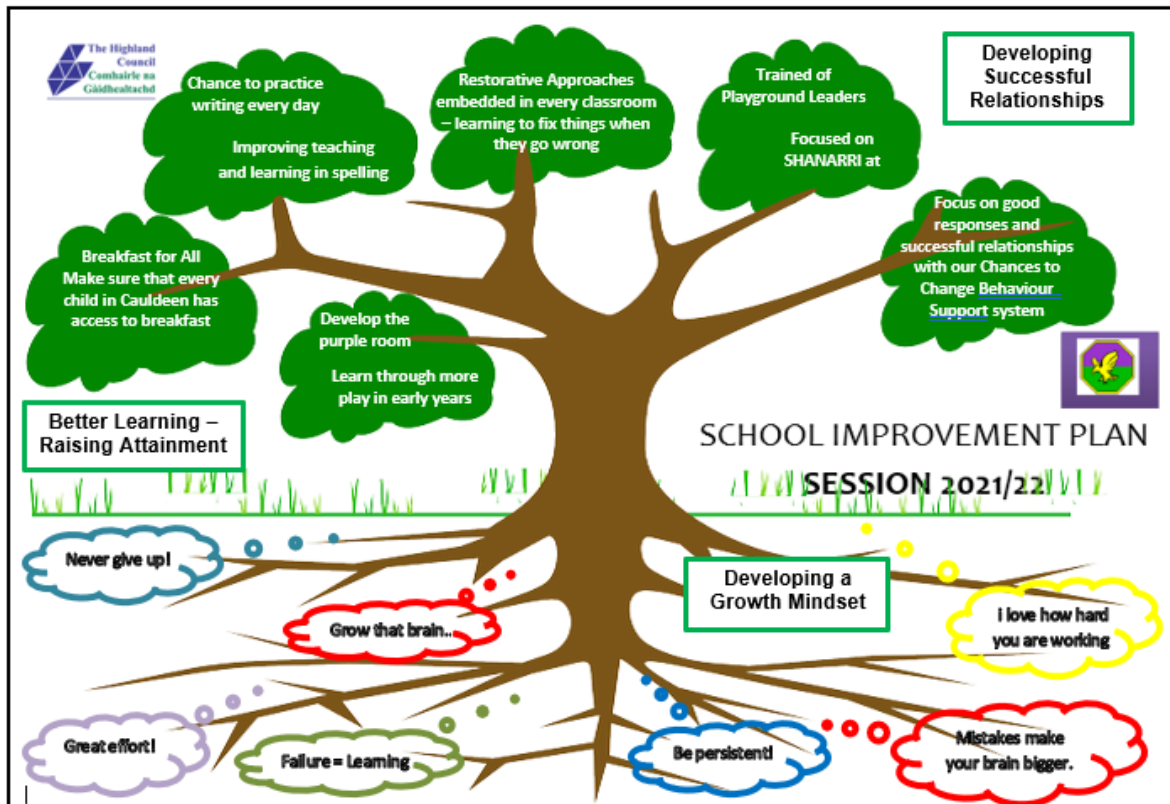 The Highland
Council
Comhairle na
Gàidhealtachd
Chance to practice
writing every day
Improving teaching
and learning in spelling
Restorative Approaches
embedded in every classroom
– learning to fix things when
they go wrong
Trained of
Playground Leaders
Focused on
SHANARRI at
Developing
Successful
Relationships
Breakfast for All
Make sure that every
child in Cauldeen has
access to breakfast
Develop the
purple room
Learn through more
play in early years
Focus on good
responses and
successful relationships
with our Chances to
Change Behaviour
Support system
Better Learning –
Raising Attainment
SCHOOL IMPROVEMENT PLAN
SESSION 2021/22
Never give up!
Grow that brain..
Developing a
Growth Mindset
i love how hard
you are working
Great effort!
Failure = Learning
Be persistent!
Mistakes make
your brain bigger.